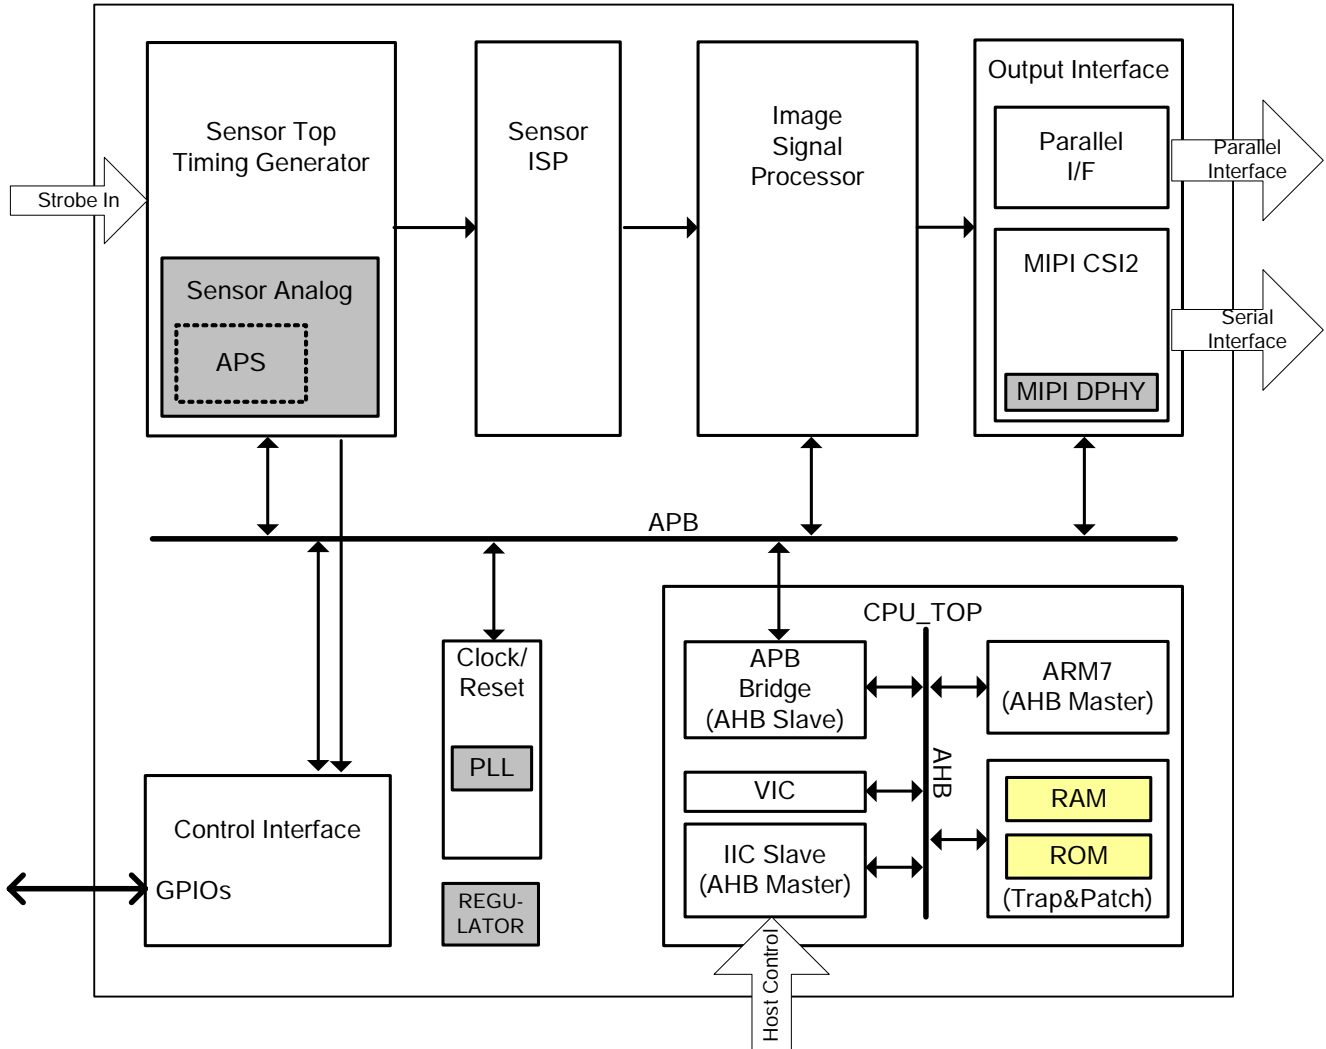 Sensor Top
Timing Generator
Sensor
ISP
Image
Signal
Processor
Output Interface
Parallel
I/F
Parallel
Interface
Strobe In
Sensor Analog
APS
MIPI CSI2
MIPI DPHY
Serial
Interface
APB
CPU_TOP
Clock/
Reset
PLL
APB
Bridge
(AHB Slave)
ARM7
(AHB Master)
AHB
VIC
RAM
ROM
(Trap&Patch)
IIC Slave
(AHB Master)
Control Interface
GPIOs
REGU-
LATOR
Host Control